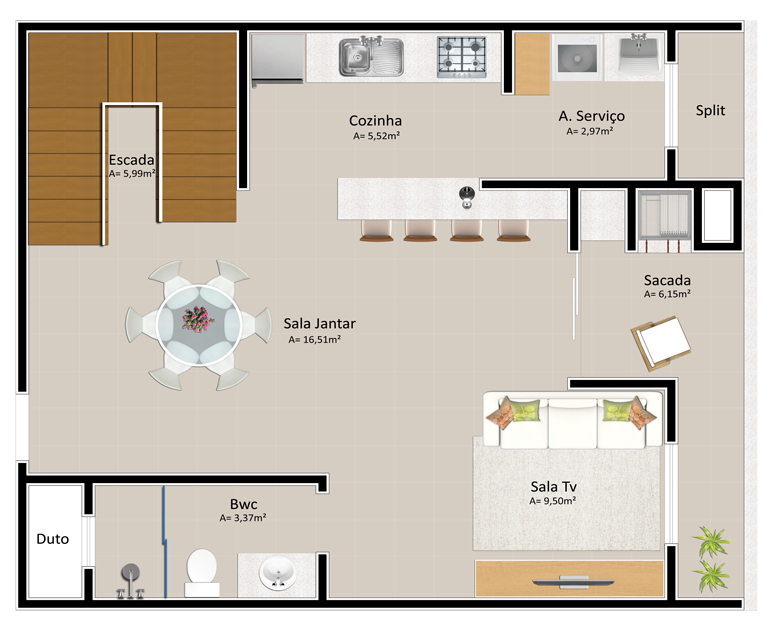 Cozinha
A= 5,52m²
A. Serviço
A= 2,97m²
Split
Escada
A= 5,99m²
Sacada
A= 6,15m²
Sala Jantar
A= 16,51m²
Sala Tv
A= 9,50m²
Bwc
A= 3,37m²
Duto